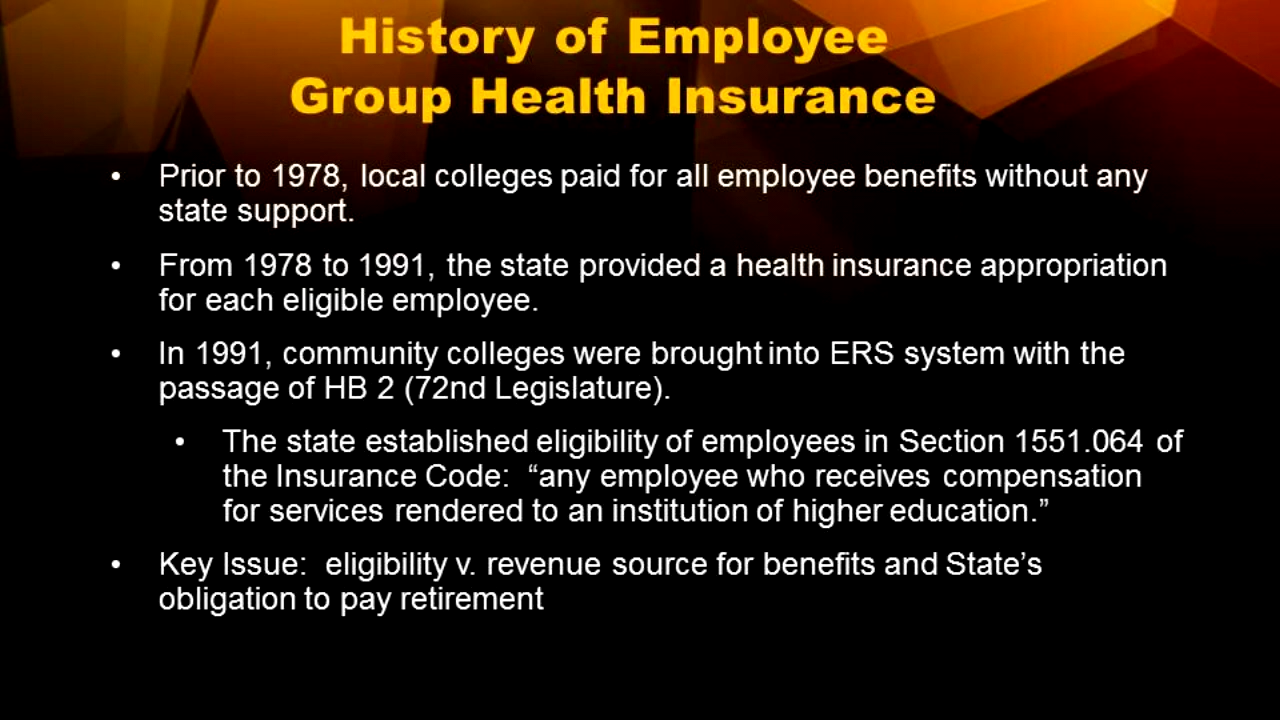 History of Employee
Group Health Insurance
• Prior to 1978, local colleges paid for all employee benefits without any
state support.
• From 1978 to 1991, the state provided a health insurance appropriation
for each eligible employee.
• In 1991, community colleges were brought into ERS system with the
passage of HB 2 (72nd Legislature).
• The state established eligibility of employees in Section 1551.064 of
the Insurance Code:  “any employee who receives compensation
for services rendered to an institution of higher education.”
• Key Issue:  eligibility v. revenue source for benefits and State’s
obligation to pay retirement